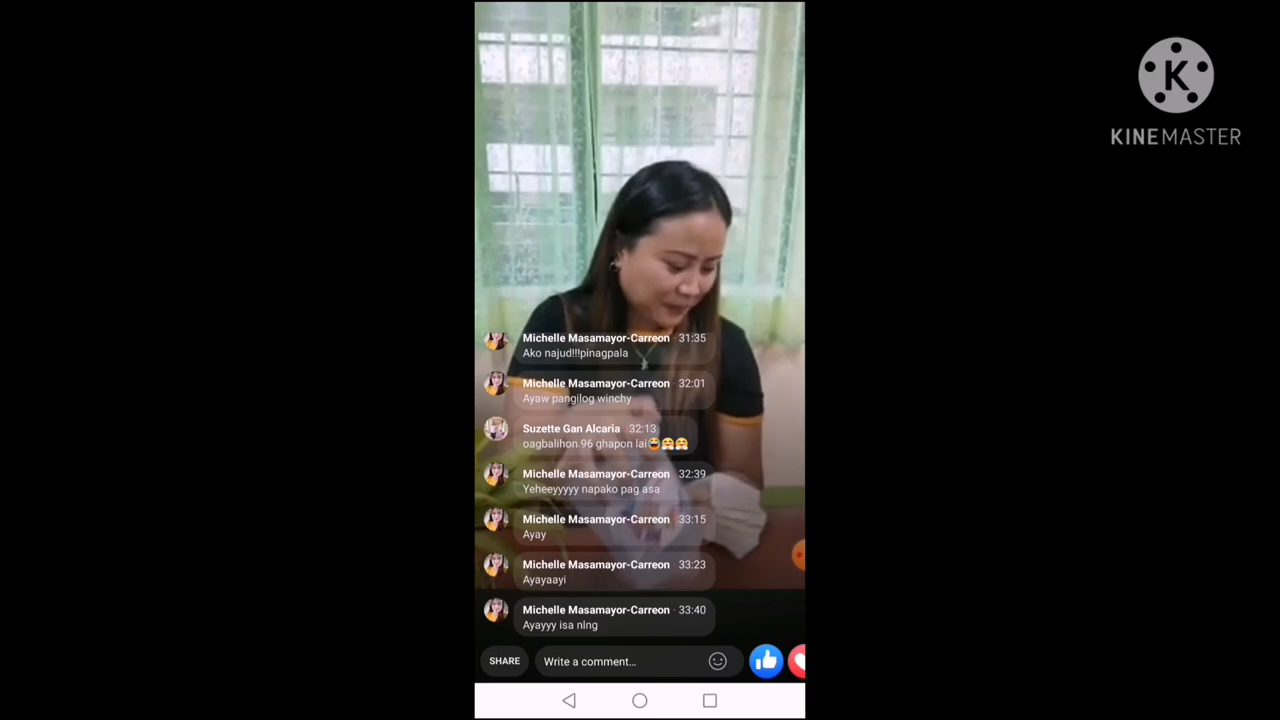 K
KINEMASTER
Michelle Masamayor-Carreon · 31:35
Ako najud!!!pinagpala
Michelle Masamayor-Carreon · 32:01
Ayaw pangilog winchy
Suzette Gan Alcaria · 32:13
oagbalihon 96 ghapon lai😅🤗🤗
Michelle Masamayor-Carreon · 32:39
Yeheeyyyyy napako pag asa
Michelle Masamayor-Carreon · 33:15
Ayay
Michelle Masamayor-Carreon · 33:23
Ayayaayi
Michelle Masamayor-Carreon · 33:40
Ayayyy isa nlng
SHARE
Write a comment…